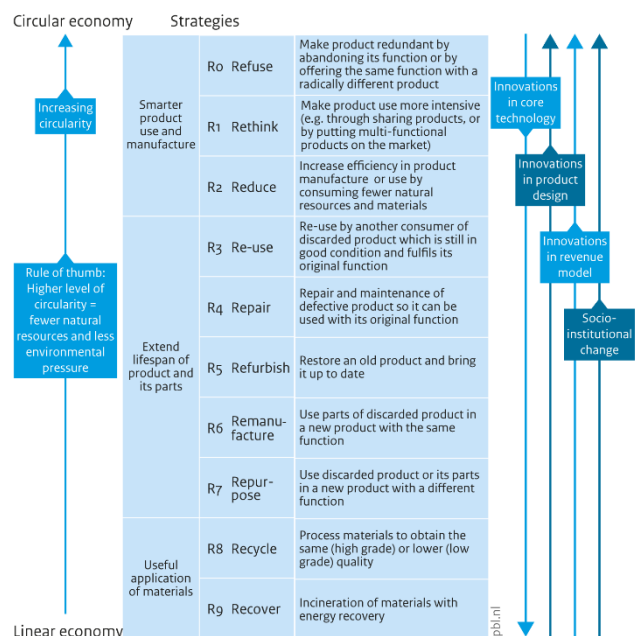 Circular economy
Strategies
Increasing
circularity
Rule of thumb:
Higher level of
circularity =
fewer natural
resources and less
environmental
pressure
Linear economy
Smarter
product
use and
manufacture
R0 Refuse
Make product redundant by
abandoning its function or by
offering the same function with a
radically different product
R1 Rethink
Make product use more intensive
(e.g. through sharing products, or
by putting multi-functional
products on the market)
R2 Reduce
Increase efficiency in product
manufacture or use by
consuming fewer natural
resources and materials
Extend
lifespan of
product and
its parts
R3 Re-use
Re-use by another consumer of
discarded product which is still in
good condition and fulfils its
original function
R4 Repair
Repair and maintenance of
defective product so it can be
used with its original function
R5 Refurbish
Restore an old product and bring
it up to date
R6 Remanu-
facture
Use parts of discarded product in
a new product with the same
function
R7 Repur-
pose
Use discarded product or its parts
in a new product with a different
function
Useful
application
of materials
R8 Recycle
Process materials to obtain the
same (high grade) or lower (low
grade) quality
R9 Recover
Incineration of materials with
energy recovery
Innovations
in core
technology
Innovations
in product
design
Innovations
in revenue
model
Socio-
institutional
change
pbl.nl